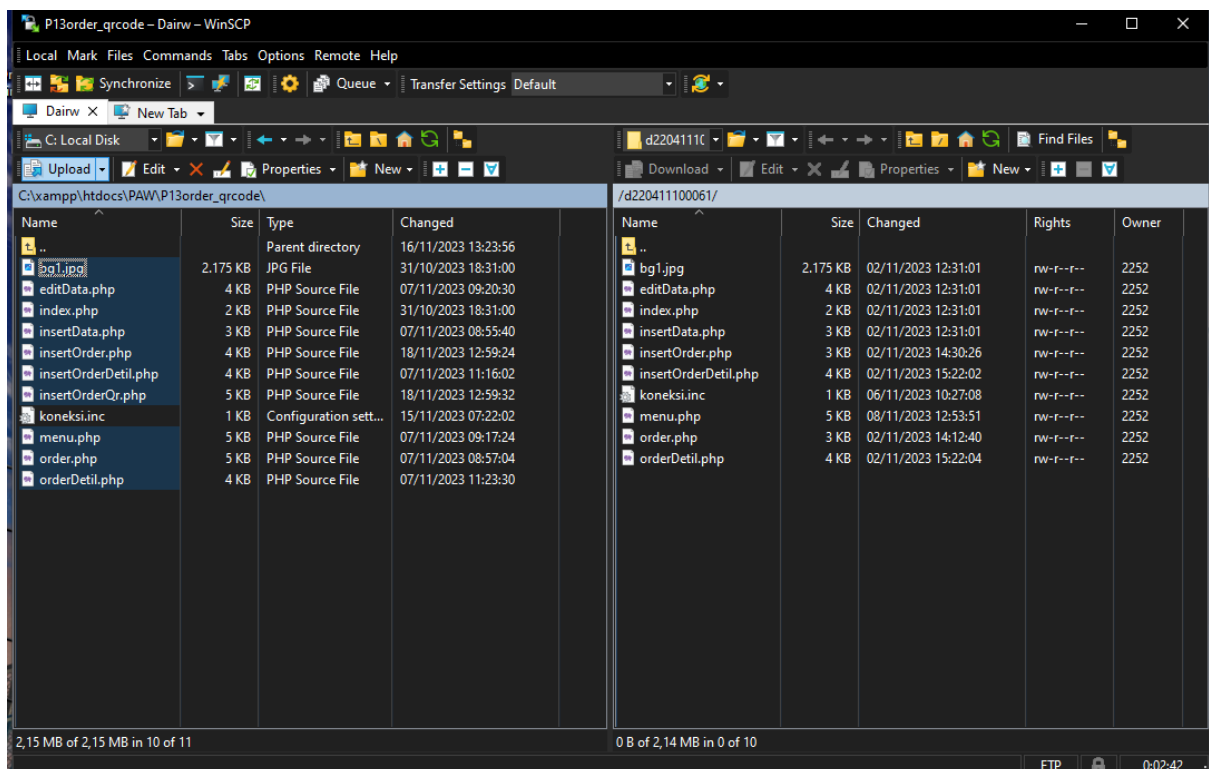 P13order_qrcode – Dairw – WinSCP
Local Mark Files Commands Tabs Options Remote Help
Synchronize Queue Transfer Settings Default
Dairw X New Tab
C: Local Disk
Upload Edit Properties New
C:\xampp\htdocs\PAW\P13order_qrcode\
Name Size Type Changed
.. Parent directory 16/11/2023 13:23:56
bg1.jpg 2.175 KB JPG File 31/10/2023 18:31:00
editData.php 4 KB PHP Source File 07/11/2023 09:20:30
index.php 2 KB PHP Source File 31/10/2023 18:31:00
insertData.php 3 KB PHP Source File 07/11/2023 08:55:40
insertOrder.php 4 KB PHP Source File 18/11/2023 12:59:24
insertOrderDetil.php 4 KB PHP Source File 07/11/2023 11:16:02
insertOrderQr.php 5 KB PHP Source File 18/11/2023 12:59:32
koneksi.inc 1 KB Configuration sett... 15/11/2023 07:22:02
menu.php 5 KB PHP Source File 07/11/2023 09:17:24
order.php 5 KB PHP Source File 07/11/2023 08:57:04
orderDetil.php 4 KB PHP Source File 07/11/2023 11:23:30
2,15 MB of 2,15 MB in 10 of 11
d22041110 Find Files
Download Edit Properties New
/d220411100061/
Name Size Changed Rights Owner
..
bg1.jpg 2.175 KB 02/11/2023 12:31:01 rw-r--r-- 2252
editData.php 4 KB 02/11/2023 12:31:01 rw-r--r-- 2252
index.php 2 KB 02/11/2023 12:31:01 rw-r--r-- 2252
insertData.php 3 KB 02/11/2023 12:31:01 rw-r--r-- 2252
insertOrder.php 3 KB 02/11/2023 14:30:26 rw-r--r-- 2252
insertOrderDetil.php 4 KB 02/11/2023 15:22:02 rw-r--r-- 2252
koneksi.inc 1 KB 06/11/2023 10:27:08 rw-r--r-- 2252
menu.php 5 KB 08/11/2023 12:53:51 rw-r--r-- 2252
order.php 3 KB 02/11/2023 14:12:40 rw-r--r-- 2252
orderDetil.php 4 KB 02/11/2023 15:22:04 rw-r--r-- 2252
0 B of 2,14 MB in 0 of 10
FTP 0:02:42